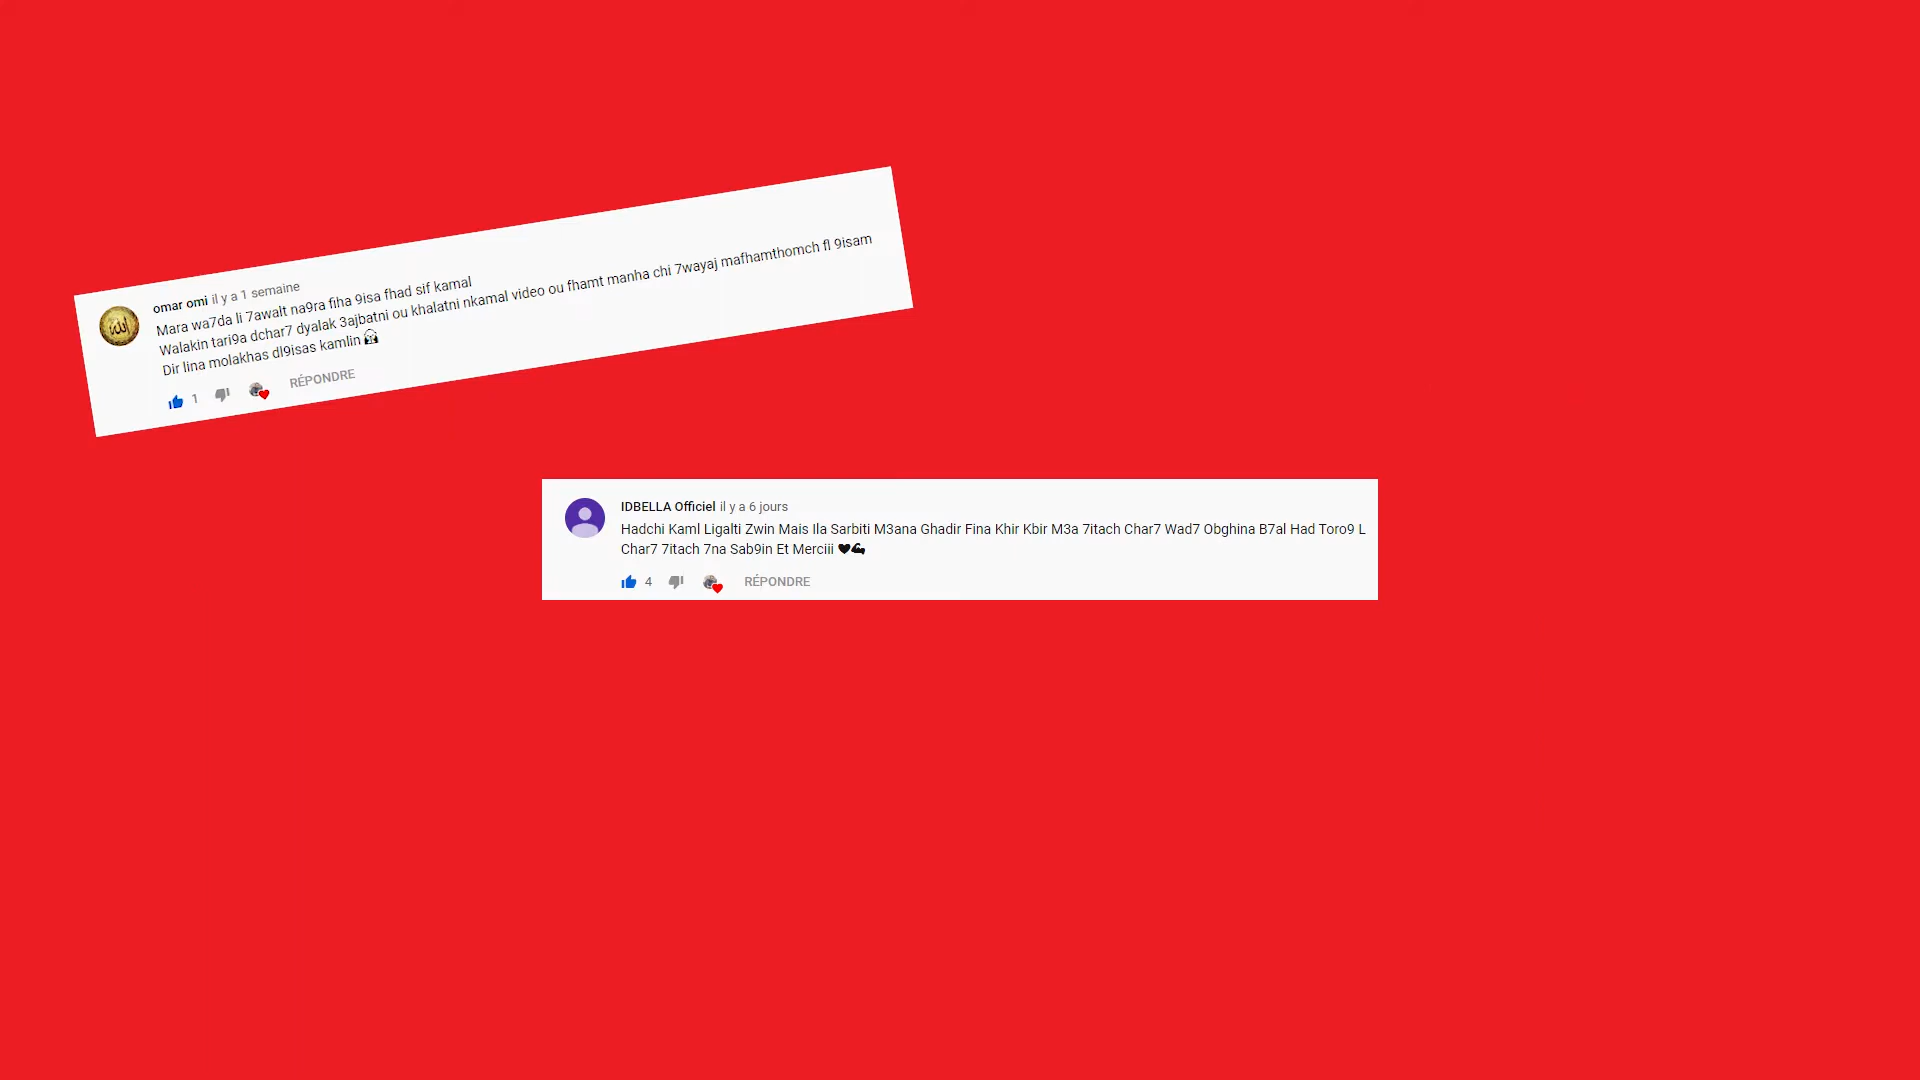 omar omi il y a 1 semaine
Mara wa7da li 7awalt na9ra fiha 9isa fhad sif kamal
Walakin tari9a dchar7 dyalak 3ajbatni ou khalatni nkamal video ou fhamt manha chi 7wayaj mafhamthomch fl 9isam
Dir lina molakhas dl9isas kamlin
1 RÉPONDRE
IDBELLA Officiel il y a 6 jours
Hadchi Kaml Ligalti Zwin Mais Ila Sarbiti M3ana Ghadir Fina Khir Kbir M3a 7itach Char7 Wad7 Obghina B7al Had Toro9 L
Char7 7itach 7na Sab9in Et Merciii 🖤💪
4 RÉPONDRE